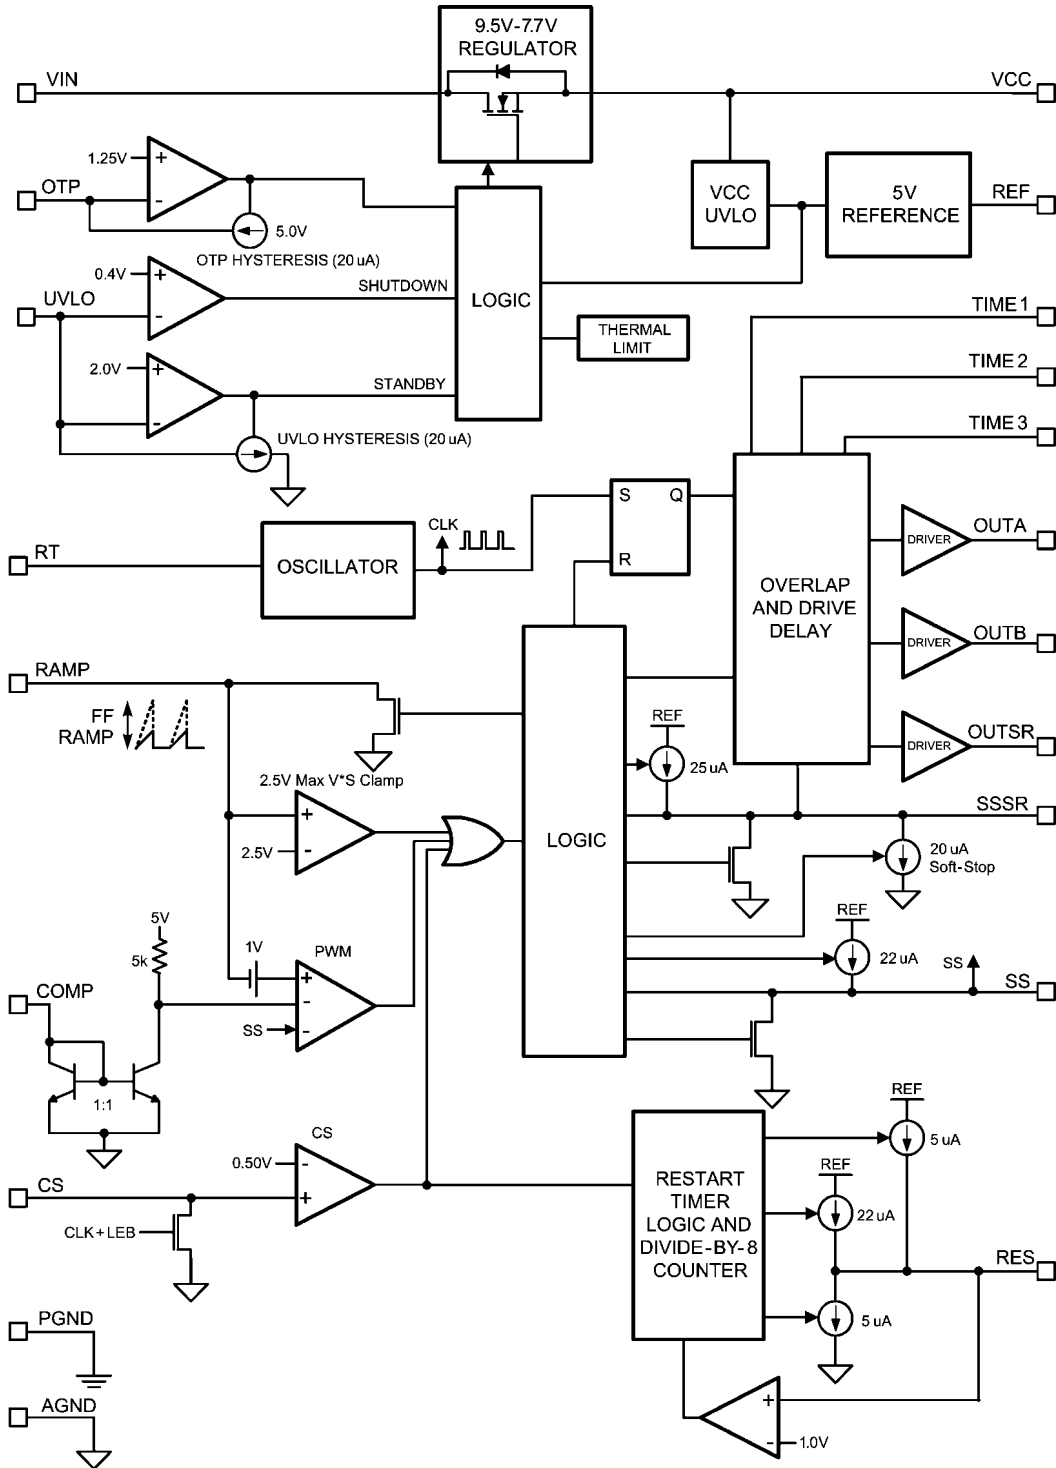 9.5V-7.7V
REGULATOR
VIN
VCC
1.25V
+
-
OTP
5.0V
OTP HYSTERESIS (20 uA)
VCC
UVLO
5V
REFERENCE
REF
0.4V
+
-
UVLO
SHUTDOWN
LOGIC
THERMAL
LIMIT
TIME 1
2.0V
+
-
STANDBY
TIME 2
UVLO HYSTERESIS (20 uA)
TIME 3
RT
OSCILLATOR
CLK
S
Q
R
OVERLAP
AND DRIVE
DELAY
DRIVER
OUTA
DRIVER
OUTB
DRIVER
OUTSR
RAMP
FF
RAMP
REF
25 uA
2.5V Max V*S Clamp
+
-
2.5V
LOGIC
SSSR
20 uA
Soft-Stop
5V
5k
1V
PWM
+
-
-
SS
REF
22 uA
SS
SS
COMP
1:1
CS
0.50V
-
+
CS
CLK+LEB
RESTART
TIMER
LOGIC AND
DIVIDE-BY-8
COUNTER
REF
5 uA
REF
22 uA
RES
5 uA
PGND
AGND
+
-
1.0V